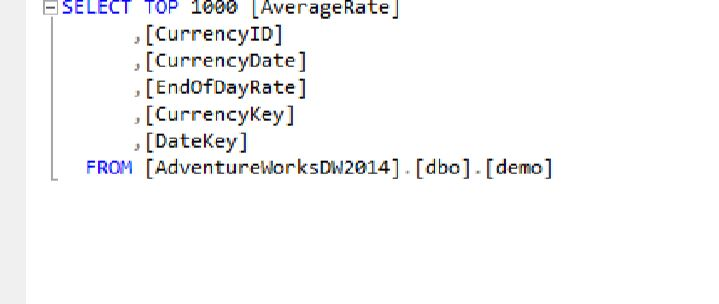 SELECT TOP 1000 [AverageRate]
,[CurrencyID]
,[CurrencyDate]
,[EndOfDayRate]
,[CurrencyKey]
,[DateKey]
FROM [AdventureWorksDW2014].[dbo].[demo]